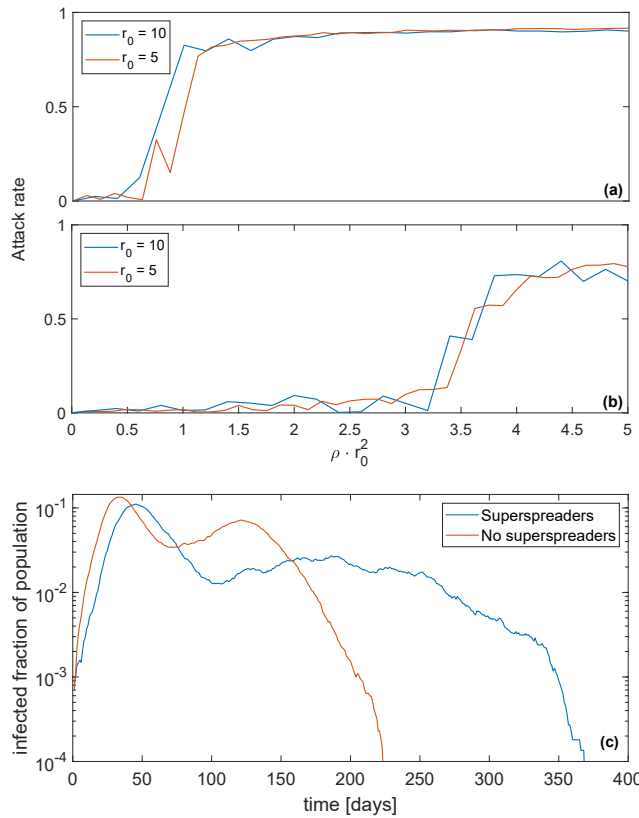 1
r0 = 10
r0 = 5
0.5
0
(a)
Attack rate
1
r0 = 10
r0 = 5
0.5
0
(b)
0 0.5 1 1.5 2 2.5 3 3.5 4 4.5 5
ρ · r0^2
10^-1
Superspreaders
No superspreaders
10^-2
10^-3
10^-4
(c)
infected fraction of population
0 50 100 150 200 250 300 350 400
time [days]